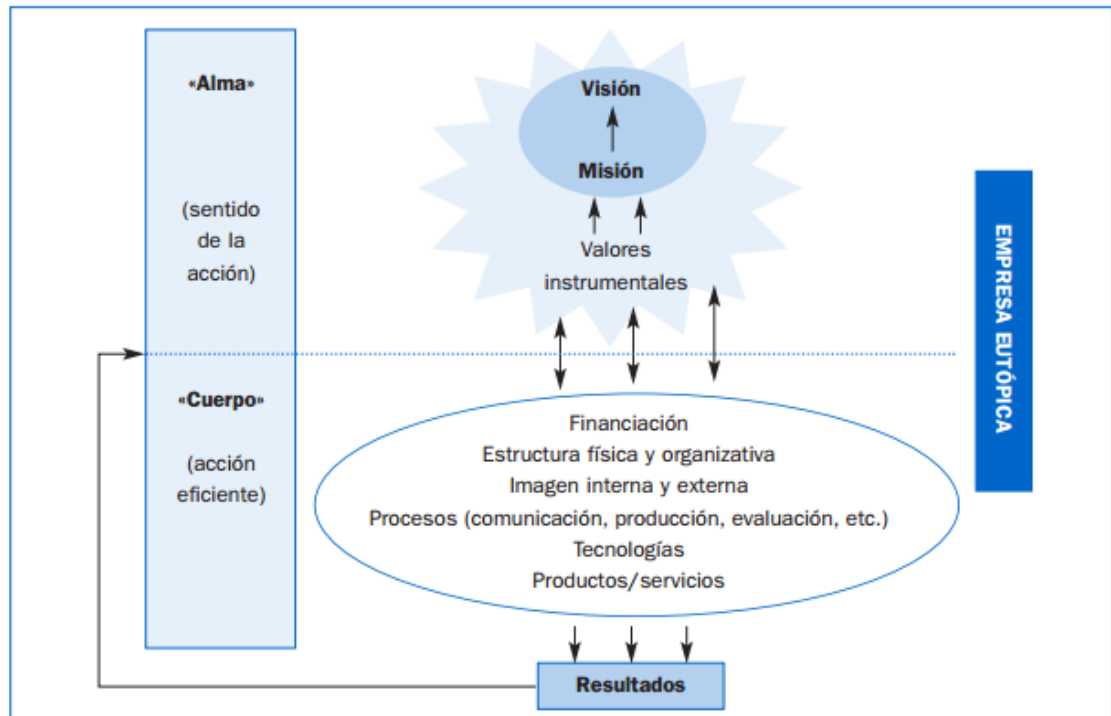 «Alma»
(sentido
de la
acción)
«Cuerpo»
(acción
eficiente)
Visión
Misión
Valores
instrumentales
Financiación
Estructura física y organizativa
Imagen interna y externa
Procesos (comunicación, producción, evaluación, etc.)
Tecnologías
Productos/servicios
Resultados
EMPRESA EUTÓPICA